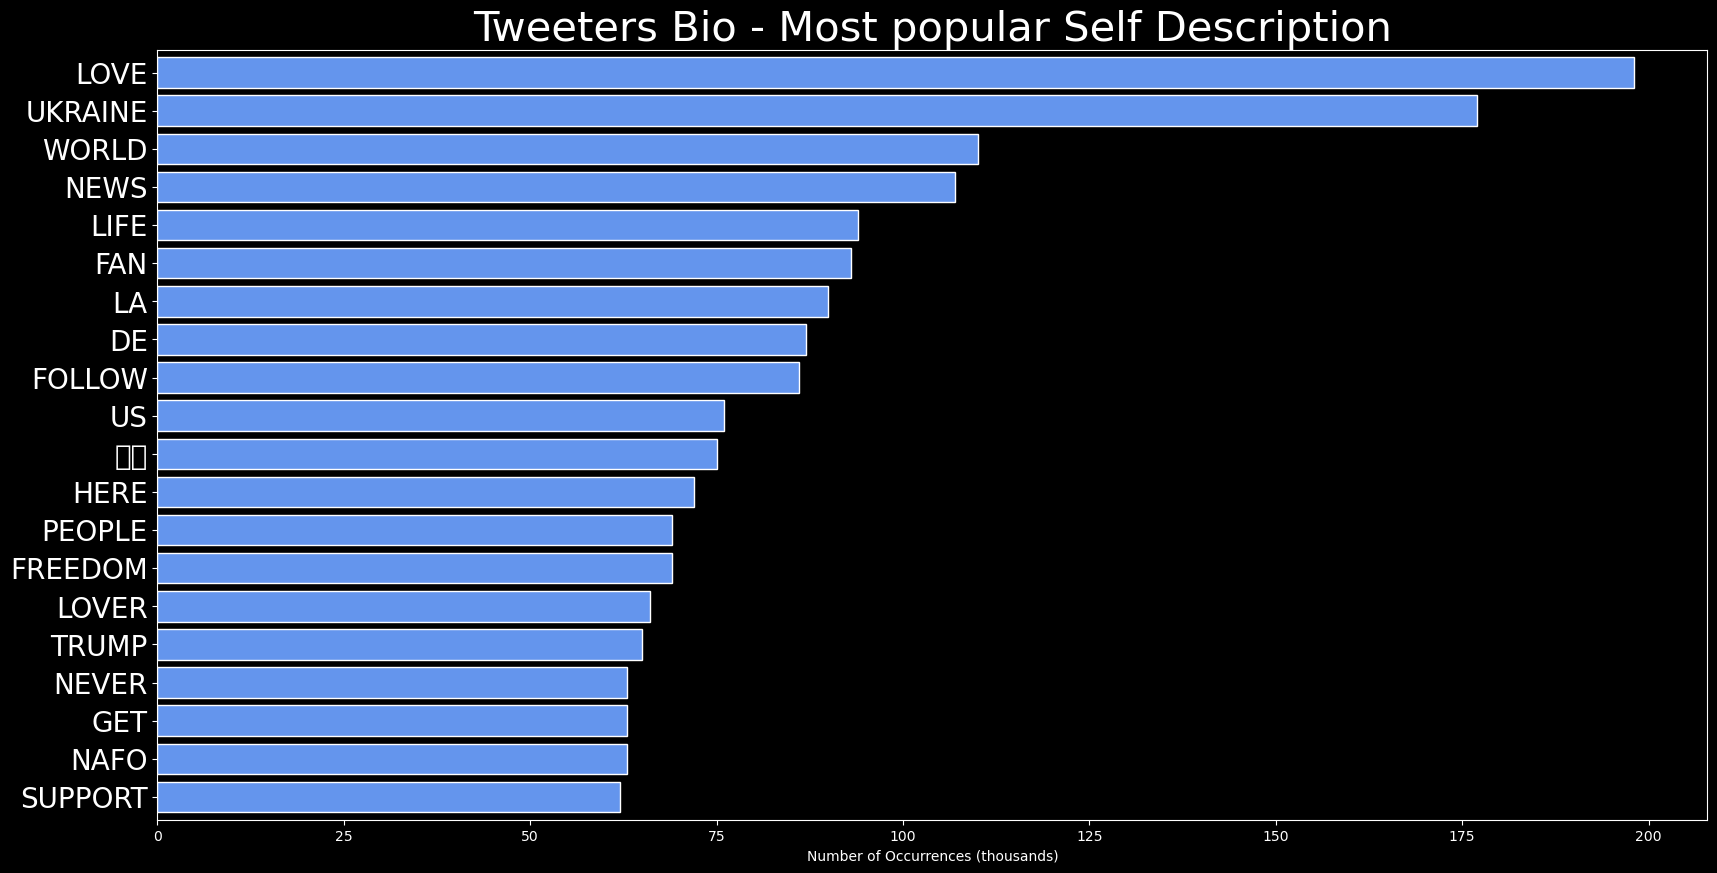 Tweeters Bio - Most popular Self Description
LOVE
UKRAINE
WORLD
NEWS
LIFE
FAN
LA
DE
FOLLOW
US
HERE
PEOPLE
FREEDOM
LOVER
TRUMP
NEVER
GET
NAFO
SUPPORT
0 25 50 75 100 125 150 175 200
Number of Occurrences (thousands)